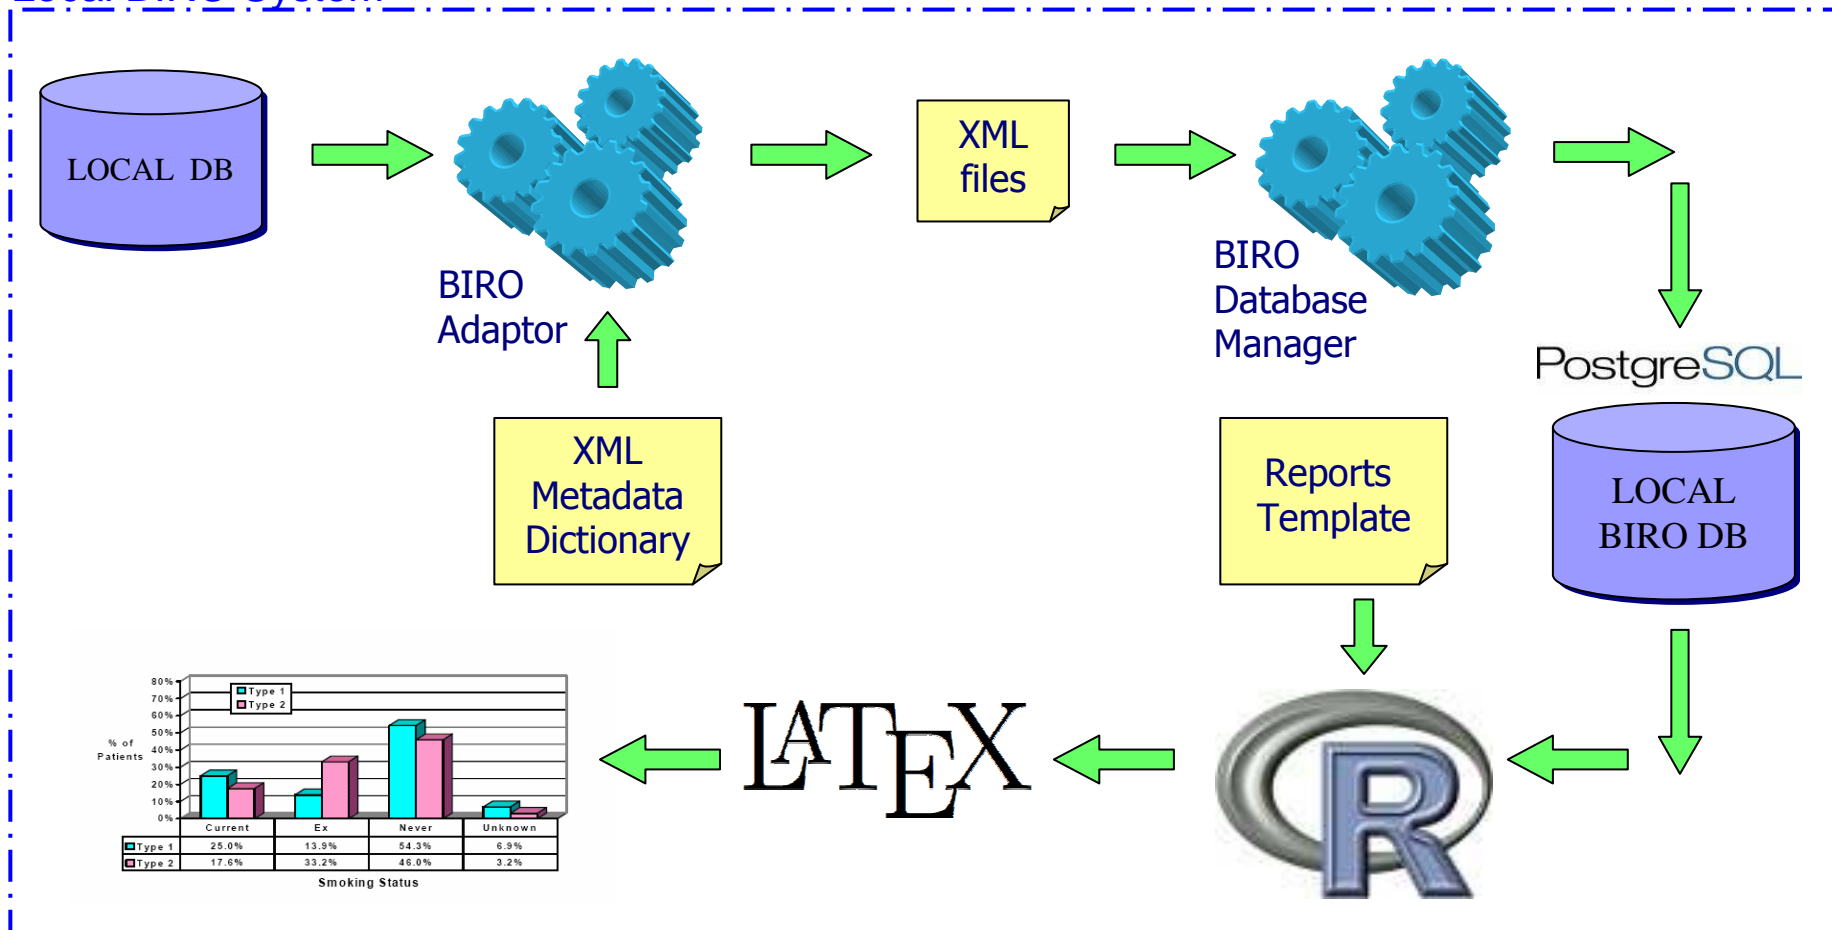 Local BIRO System
LOCAL DB
XML
files
BIRO
Adaptor
BIRO
Database
Manager
PostgreSQL
XML
Metadata
Dictionary
Reports
Template
LOCAL
BIRO DB
80%
70%
60%
50%
40%
30%
20%
10%
0%
% of
Patients
Type 1
Type 2
Current Ex Never Unknown
Type 1 25.0% 13.9% 54.3% 6.9%
Type 2 17.6% 33.2% 46.0% 3.2%
Smoking Status
LATEX
R